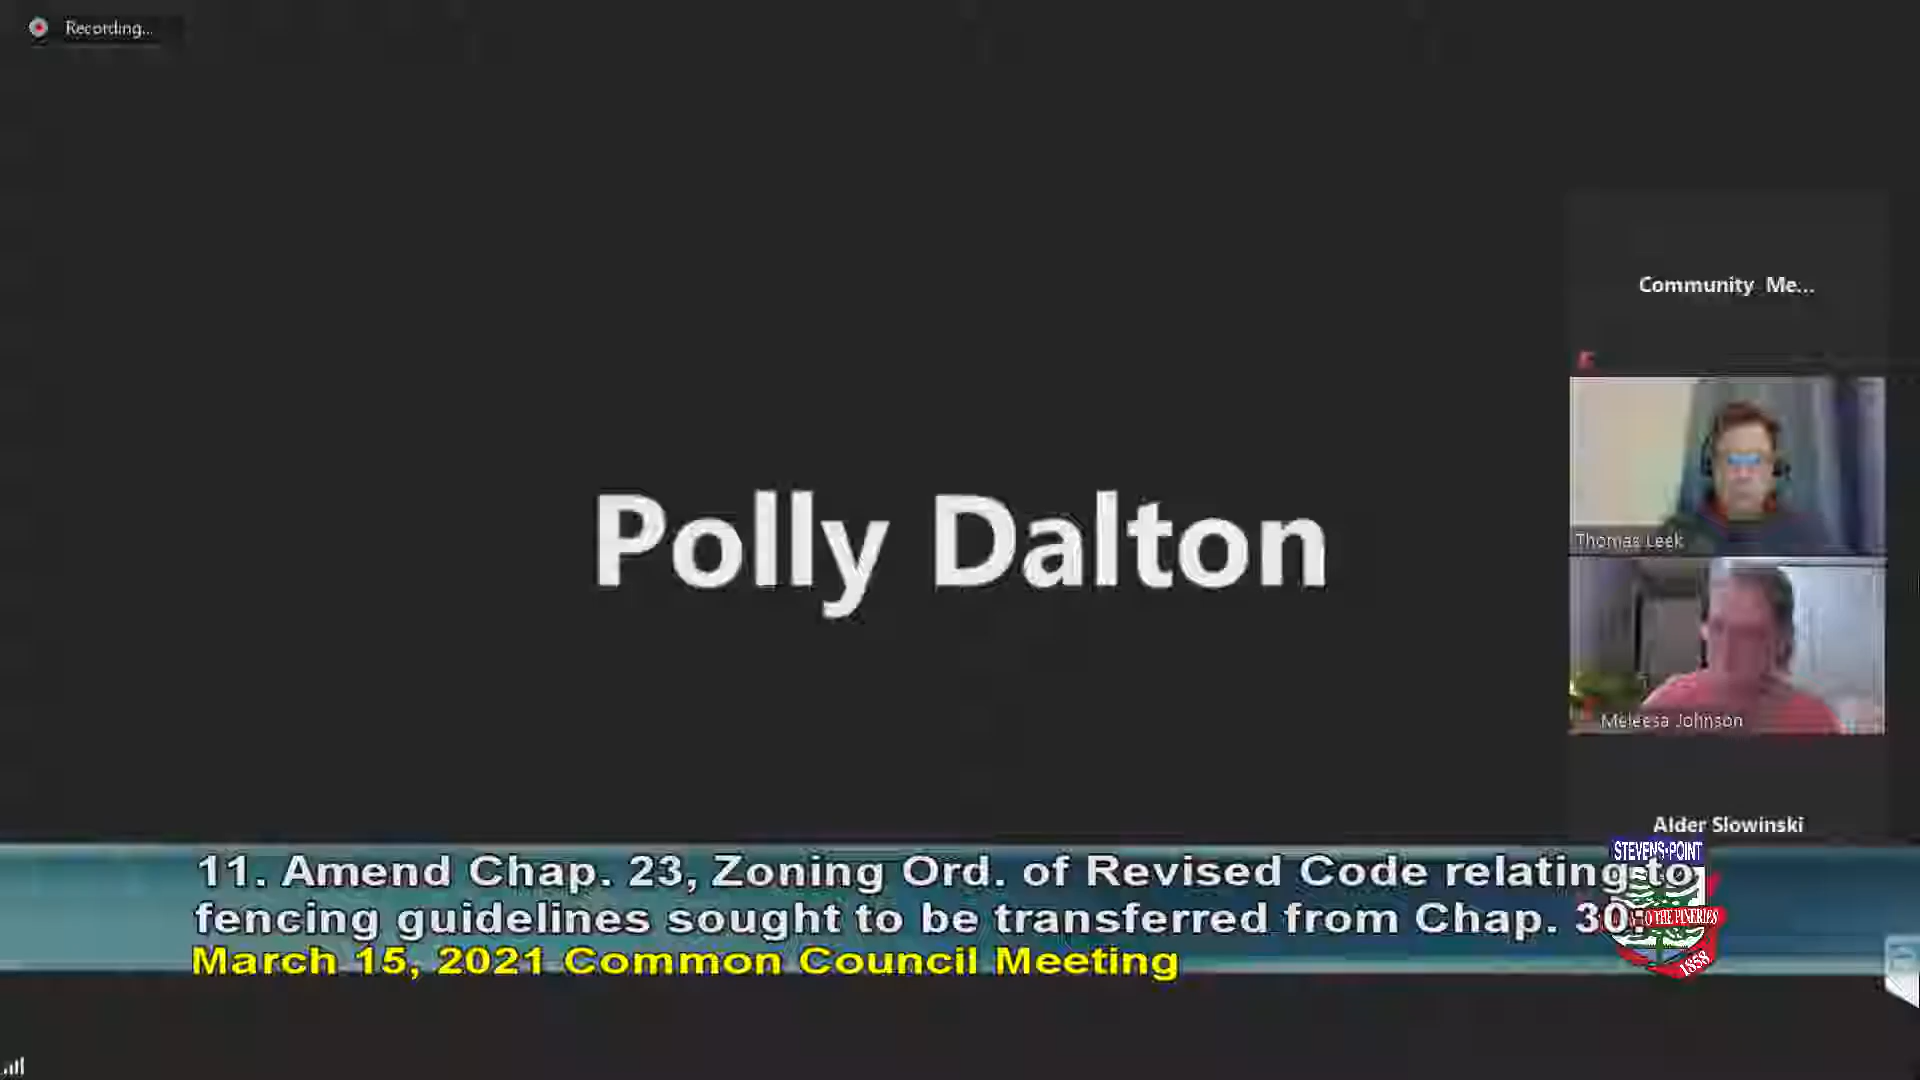 Recording...
Community Me...
Thomas Leek
Polly Dalton
Meleesa Johnson
Alder Slowinski
11. Amend Chap. 23, Zoning Ord. of Revised Code relating to
fencing guidelines sought to be transferred from Chap. 30:
March 15, 2021 Common Council Meeting
STEVENS•POINT
O THE PINERIES
1858